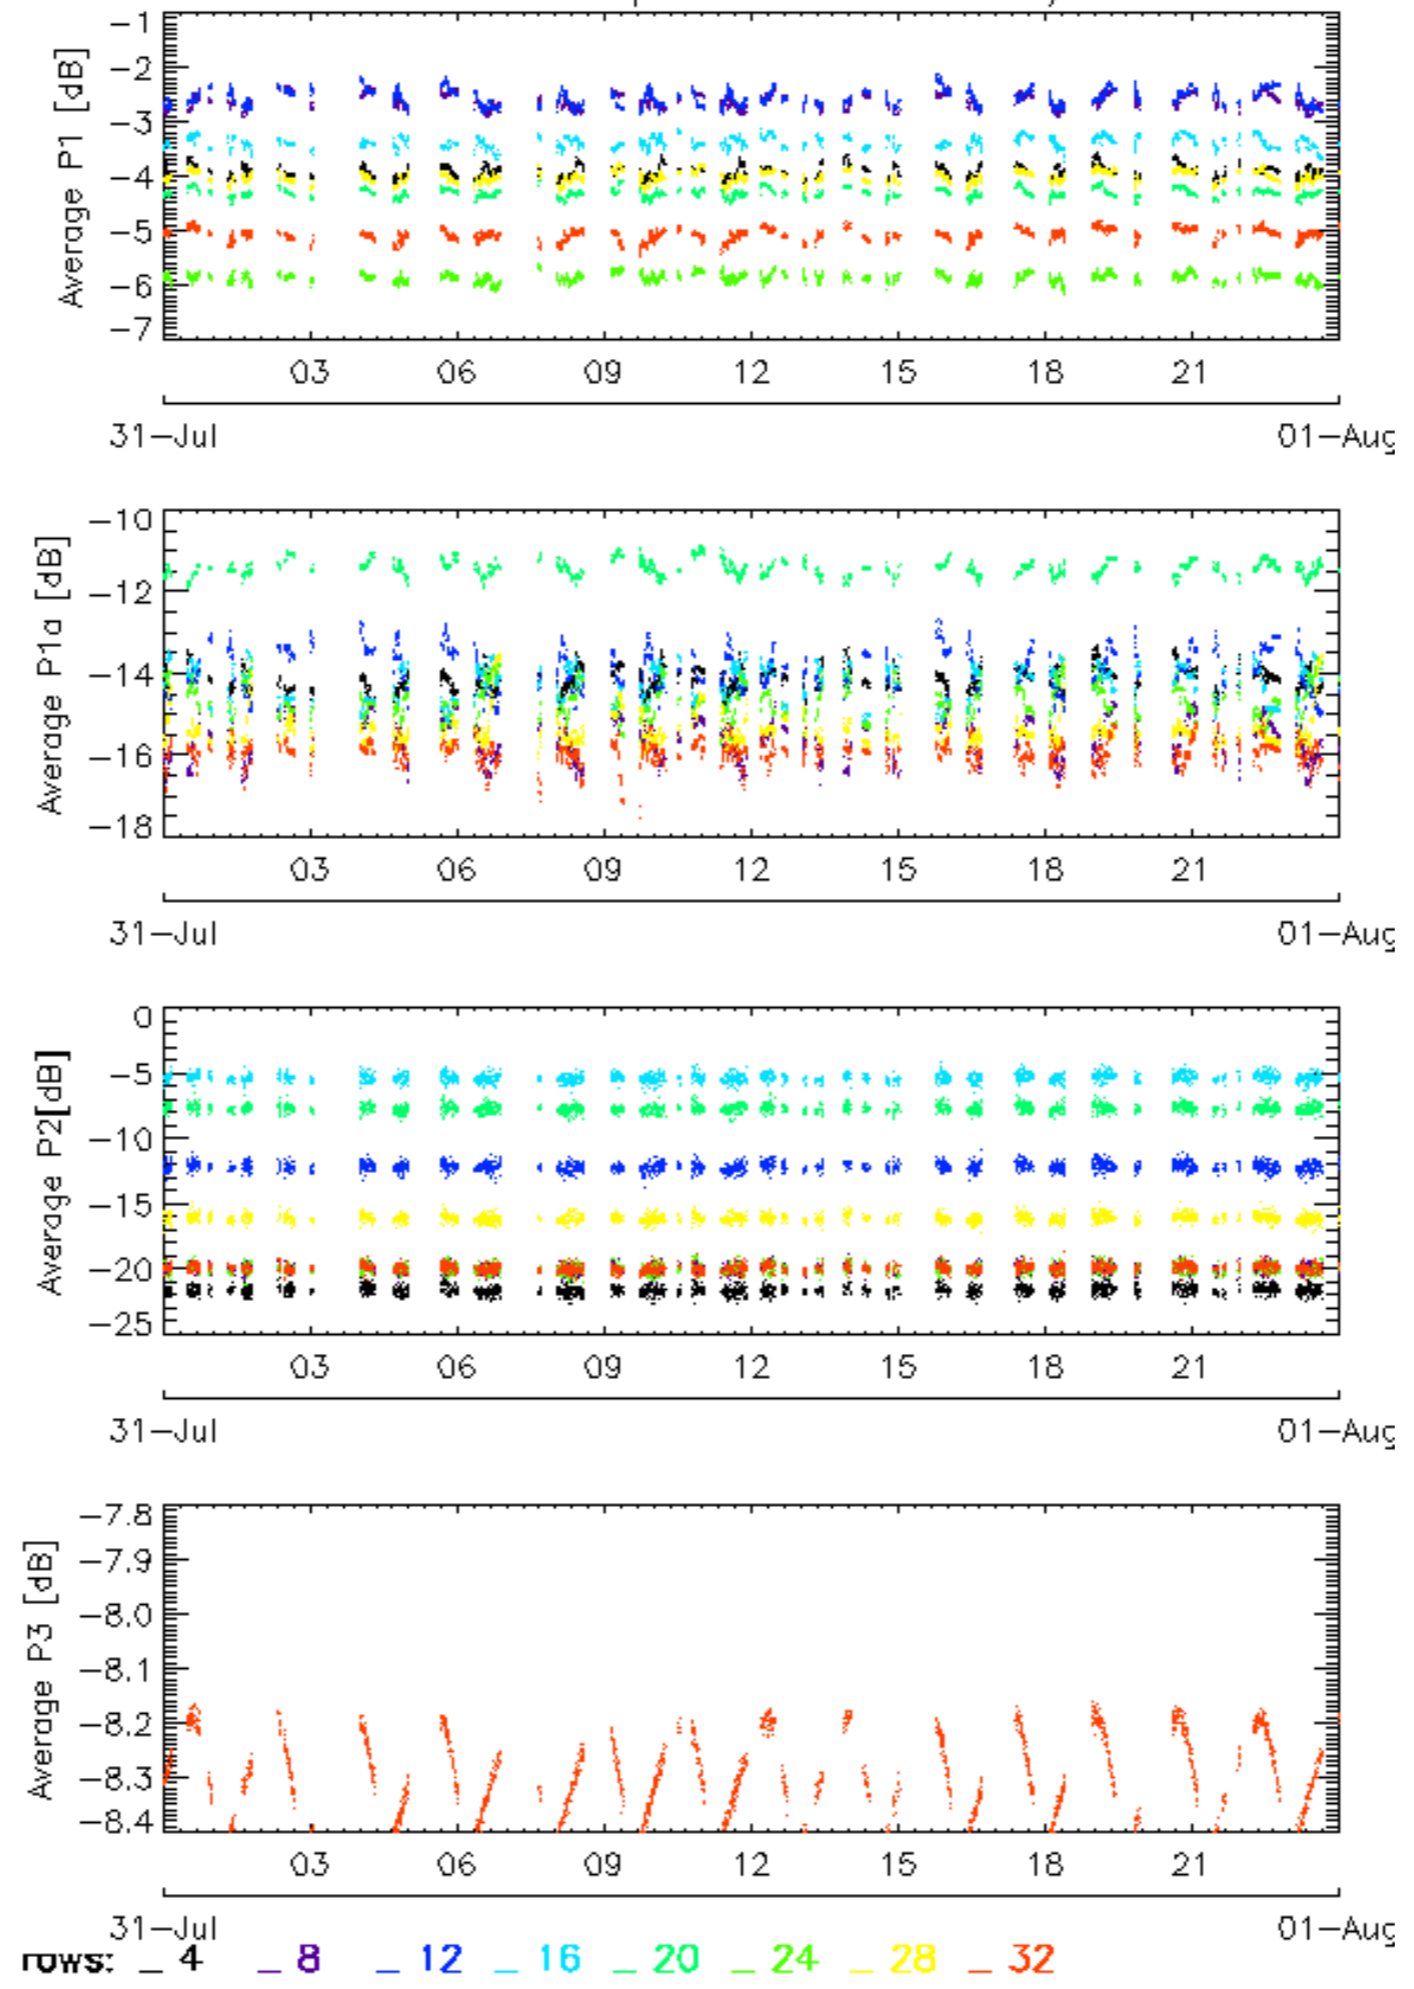 Average P1 [dB]
-1
-2
-3
-4
-5
-6
-7
03 06 09 12 15 18 21
31-Jul 01-Aug
Average P1a [dB]
-10
-12
-14
-16
-18
03 06 09 12 15 18 21
31-Jul 01-Aug
Average P2[dB]
0
-5
-10
-15
-20
-25
03 06 09 12 15 18 21
31-Jul 01-Aug
Average P3 [dB]
-7.8
-7.9
-8.0
-8.1
-8.2
-8.3
-8.4
03 06 09 12 15 18 21
31-Jul 01-Aug
rows: _ 4 _ 8 _ 12 _ 16 _ 20 _ 24 _ 28 _ 32